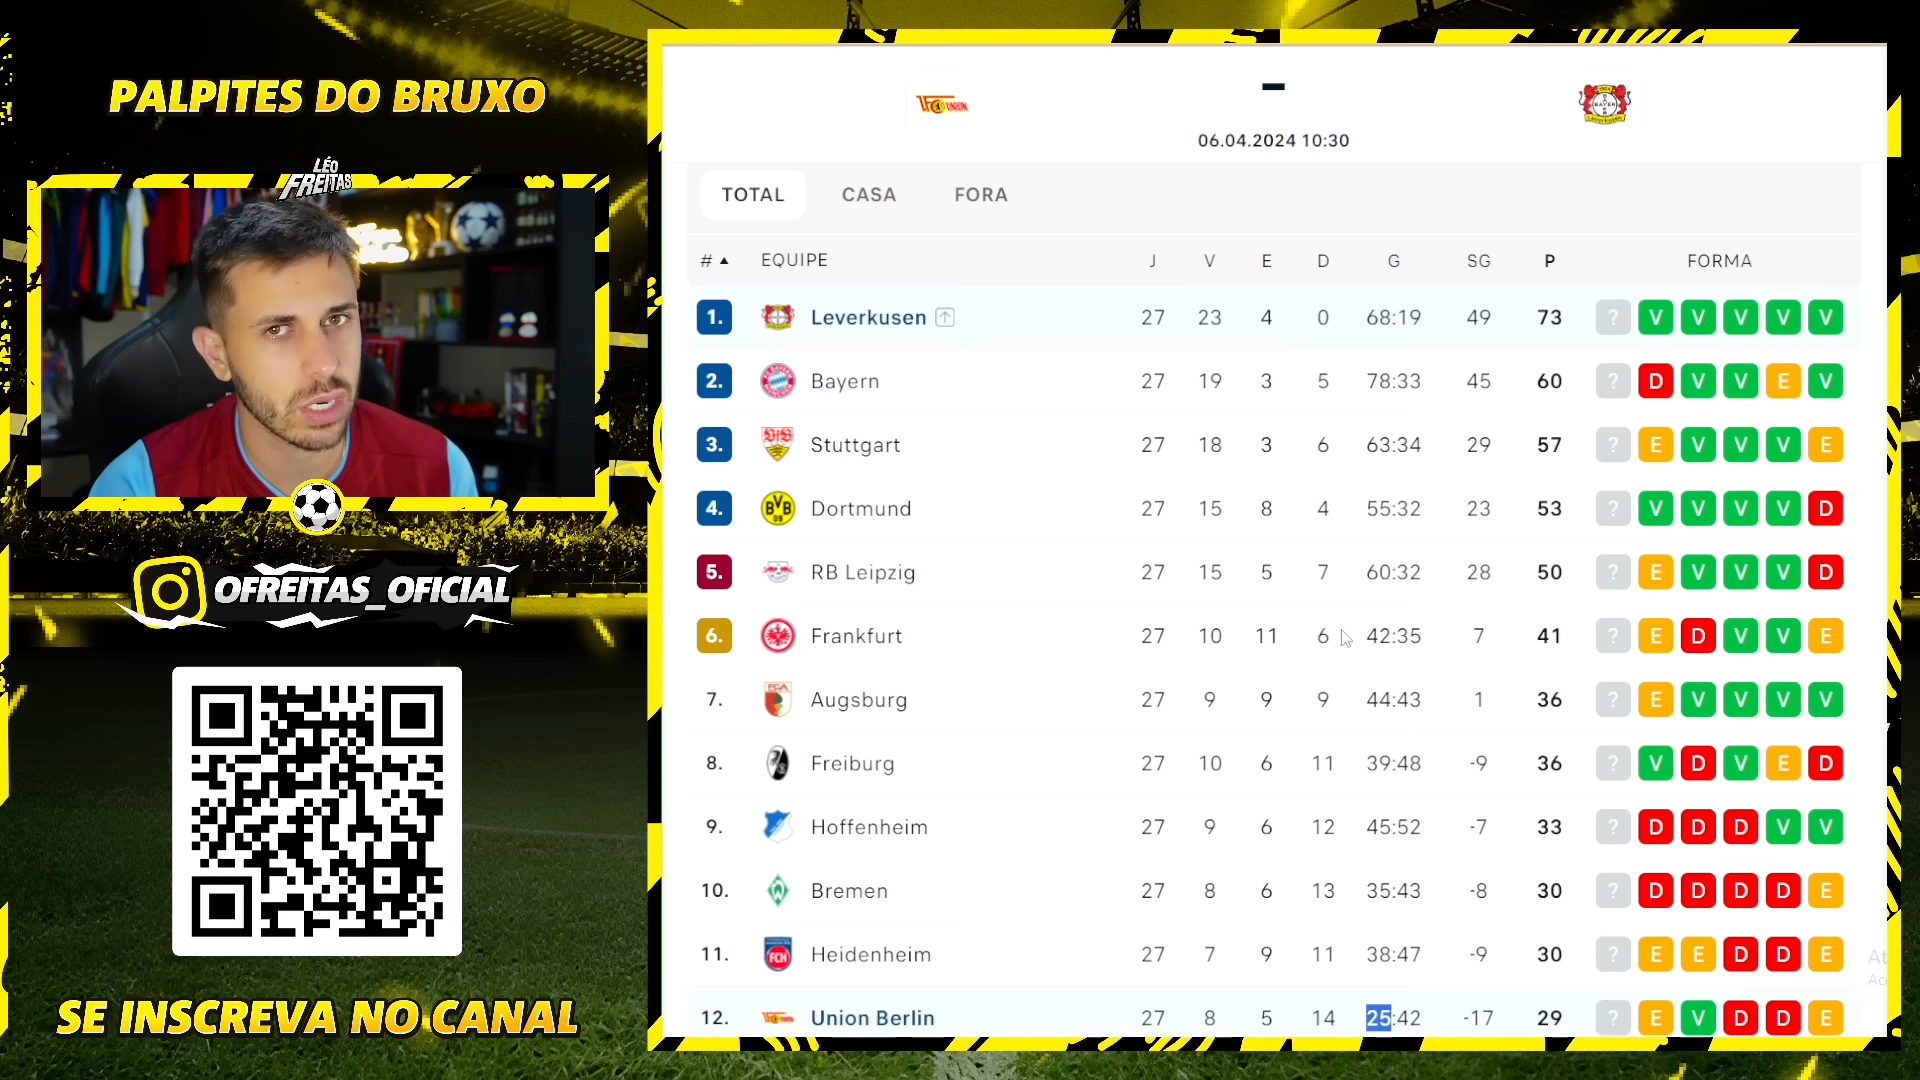 PALPITES DO BRUXO
LÉO
FREITAS
OFREITAS_OFICIAL
SE INSCREVA NO CANAL
06.04.2024 10:30
TOTAL CASA FORA
# EQUIPE J V E D G SG P FORMA
1. Leverkusen 27 23 4 0 68:19 49 73 ? V V V V V
2. Bayern 27 19 3 5 78:33 45 60 ? D V V E V
3. Stuttgart 27 18 3 6 63:34 29 57 ? E V V V E
4. Dortmund 27 15 8 4 55:32 23 53 ? V V V V D
5. RB Leipzig 27 15 5 7 60:32 28 50 ? E V V V D
6. Frankfurt 27 10 11 6 42:35 7 41 ? E D V V E
7. Augsburg 27 9 9 9 44:43 1 36 ? E V V V V
8. Freiburg 27 10 6 11 39:48 -9 36 ? V D V E D
9. Hoffenheim 27 9 6 12 45:52 -7 33 ? D D D V V
10. Bremen 27 8 6 13 35:43 -8 30 ? D D D D E
11. Heidenheim 27 7 9 11 38:47 -9 30 ? E E D D E
12. Union Berlin 27 8 5 14 25:42 -17 29 ? E V D D E